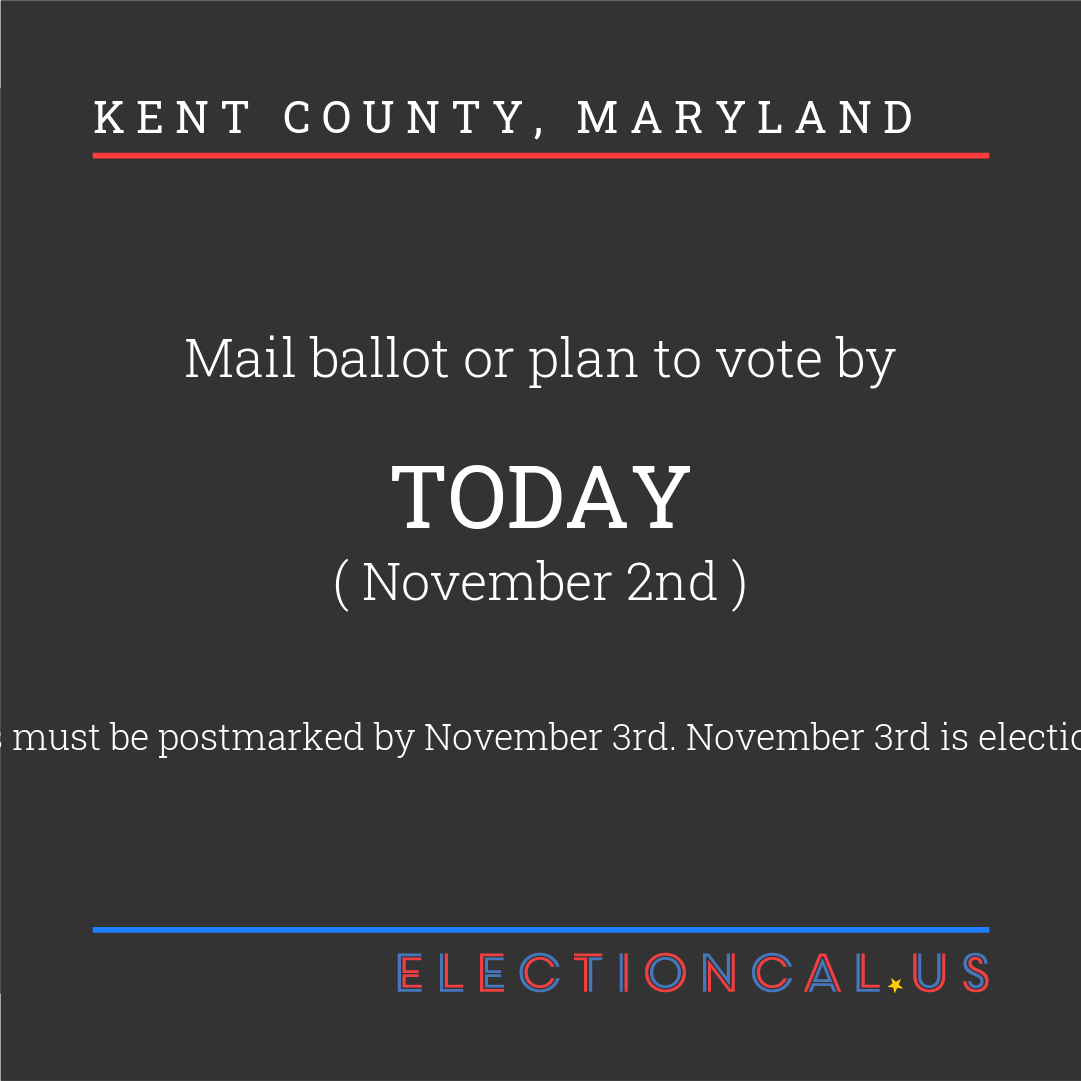 KENT COUNTY, MARYLAND
Mail ballot or plan to vote by
TODAY
( November 2nd )
must be postmarked by November 3rd. November 3rd is
ELECTIONCAL.US